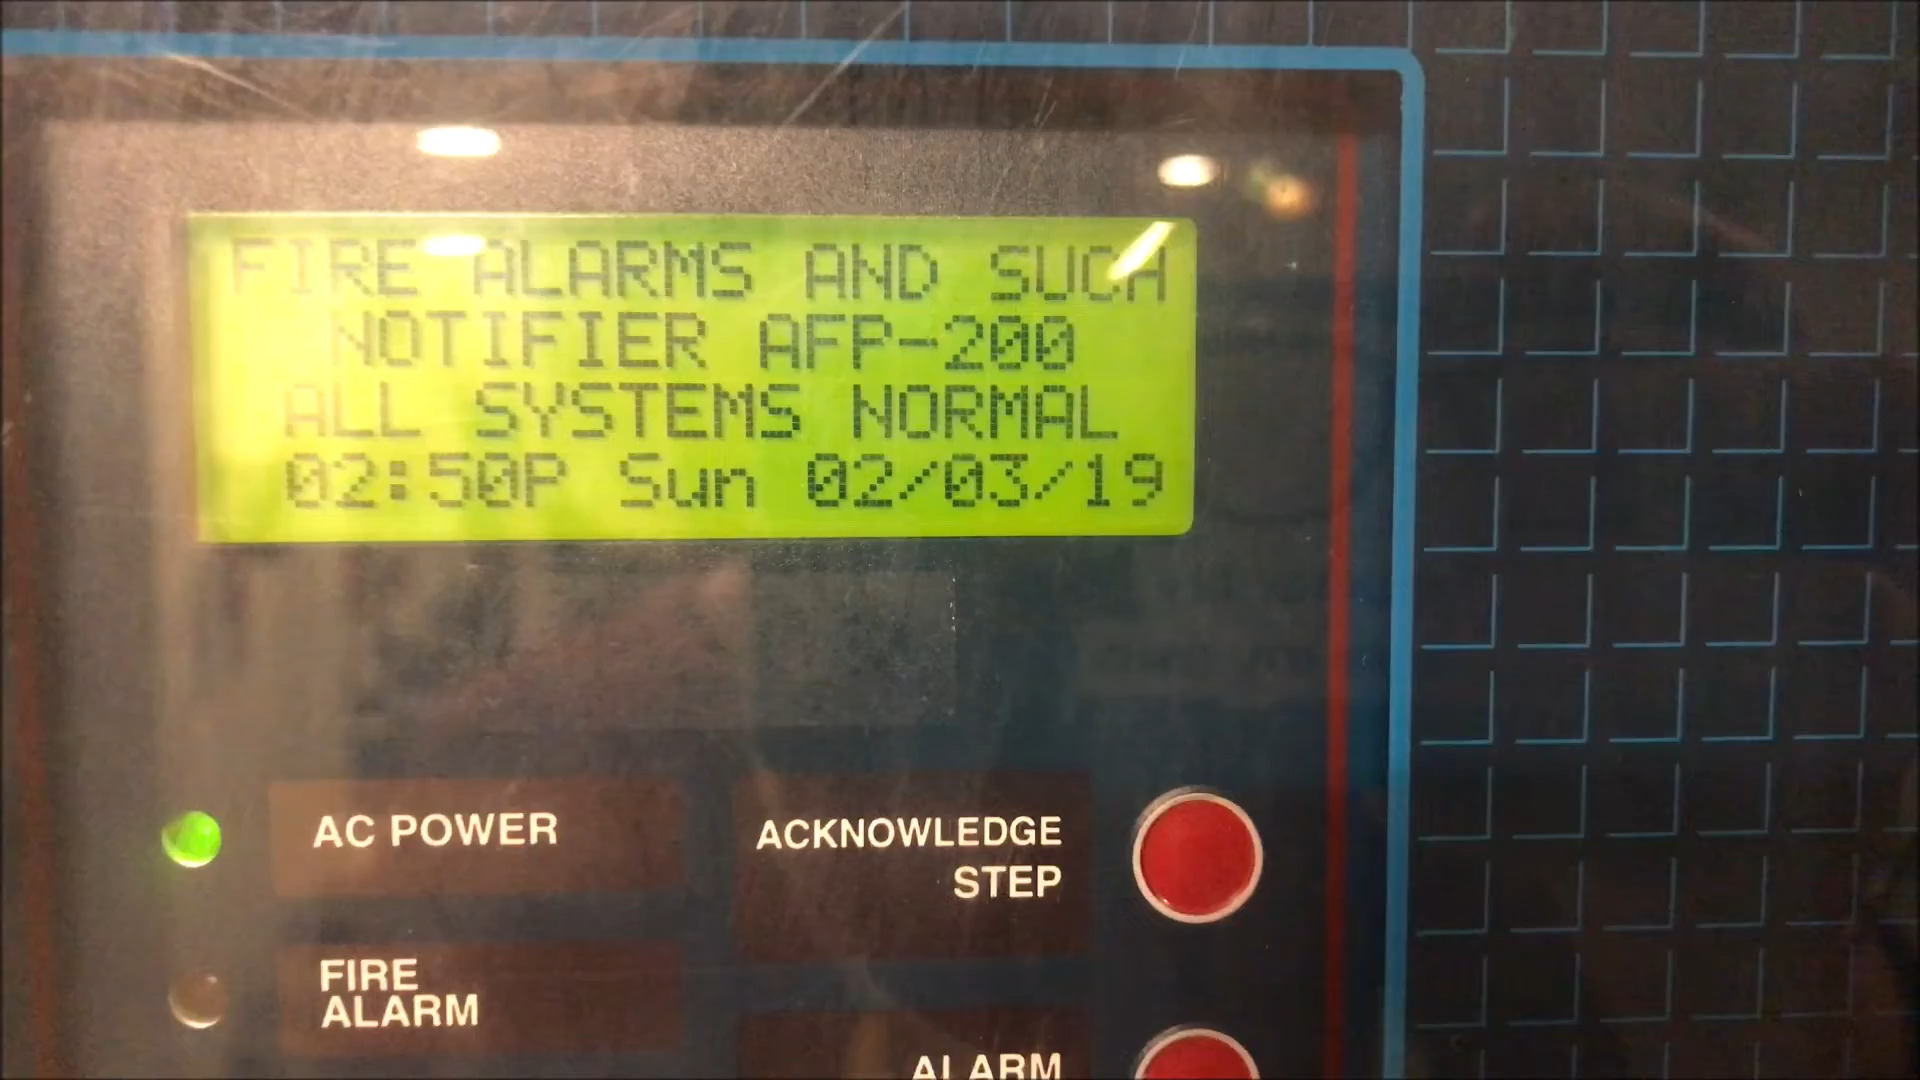 FIRE ALARMS AND SUCH
NOTIFIER AFP-200
ALL SYSTEMS NORMAL
02:50P Sun 02/03/19
AC POWER
ACKNOWLEDGE
STEP
FIRE
ALARM
ALARM